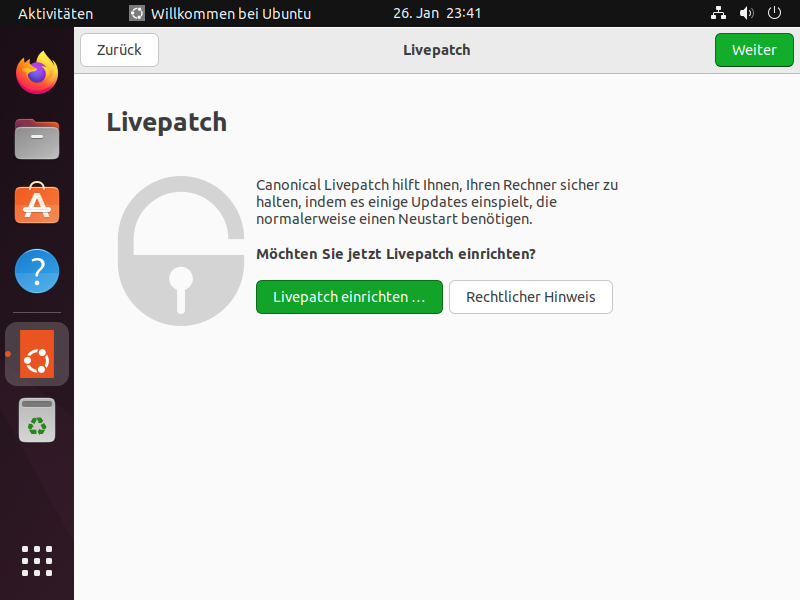 Aktivitäten Willkommen bei Ubuntu 26. Jan 23:41
Zurück Livepatch Weiter
Livepatch
Canonical Livepatch hilft Ihnen, Ihren Rechner sicher zu
halten, indem es einige Updates einspielt, die
normalerweise einen Neustart benötigen.
Möchten Sie jetzt Livepatch einrichten?
Livepatch einrichten … Rechtlicher Hinweis